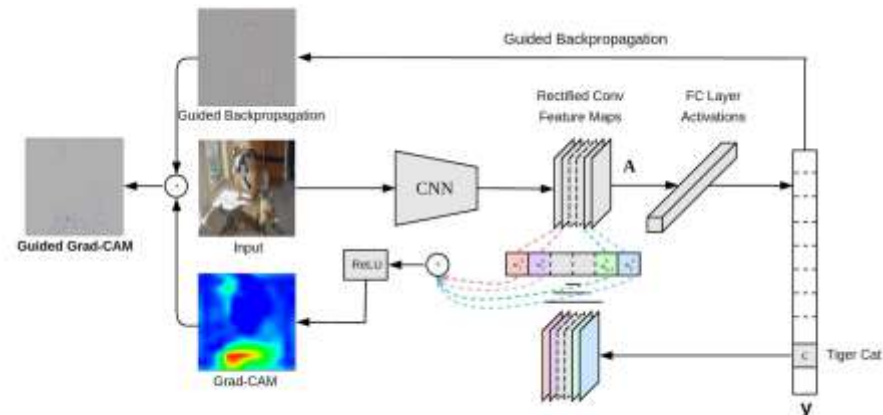 Guided Backpropagation
Guided Backpropagation
Rectified Conv
Feature Maps
FC Layer
Activations
CNN
A
Guided Grad-CAM
Input
ReLU
Grad-CAM
c
Tiger Cat
y